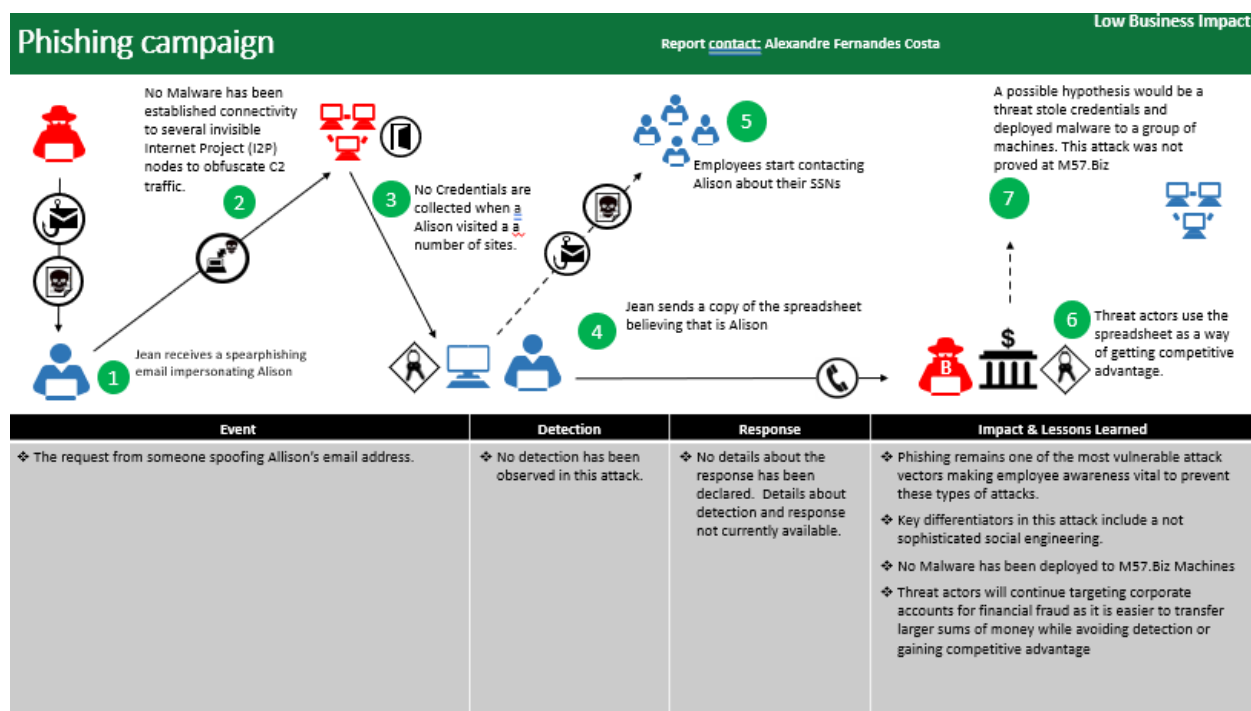 Low Business Impact
Phishing campaign
Report contact: Alexandre Fernandes Costa
No Malware has been
established connectivity
to several invisible
Internet Project (I2P)
nodes to obfuscate C2
traffic.
2
3
No Credentials are
collected when a
Alison visited a a
number of sites.
5
Employees start contacting
Alison about their SSNs
A possible hypothesis would be a
threat stole credentials and
deployed malware to a group of
machines. This attack was not
proved at M57.Biz
7
1
Jean receives a spearphishing
email impersonating Alison
4
Jean sends a copy of the spreadsheet
believing that is Alison
$
B
6
Threat actors use the
spreadsheet as a way
of getting competitive
advantage.
Event
Detection
Response
Impact & Lessons Learned
❖ The request from someone spoofing Allison’s email address.
❖ No detection has been
observed in this attack.
❖ No details about the
response has been
declared. Details about
detection and response
not currently available.
❖ Phishing remains one of the most vulnerable attack
vectors making employee awareness vital to prevent
these types of attacks.
❖ Key differentiators in this attack include a not
sophisticated social engineering.
❖ No Malware has been deployed to M57.Biz Machines
❖ Threat actors will continue targeting corporate
accounts for financial fraud as it is easier to transfer
larger sums of money while avoiding detection or
gaining competitive advantage